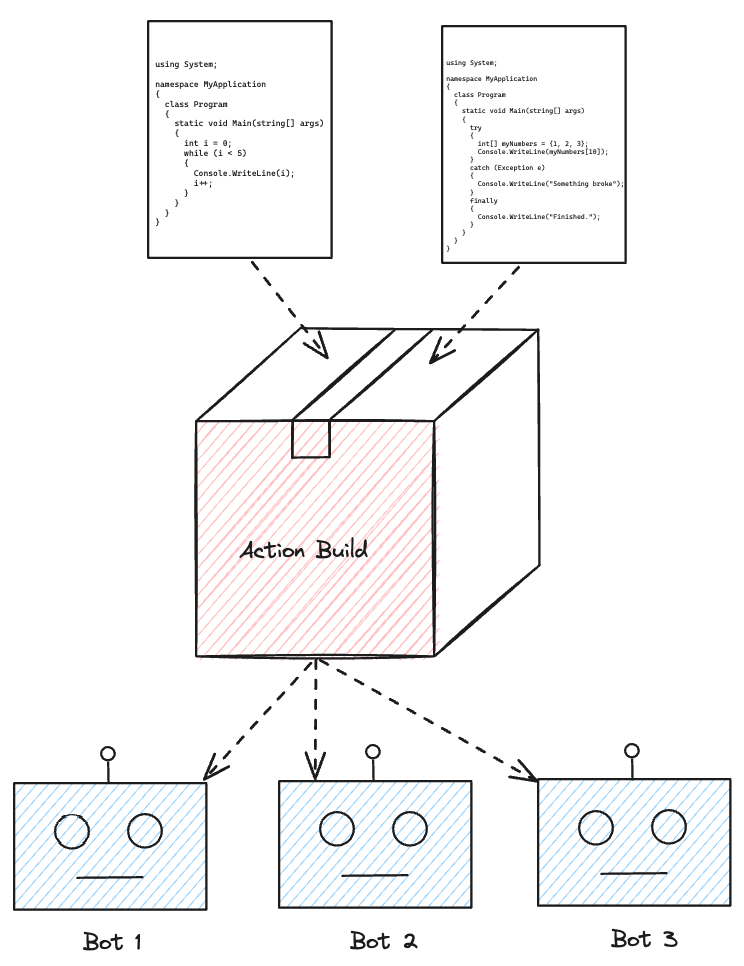 using System;
namespace MyApplication
{
  class Program
  {
    static void Main(string[] args)
    {
      int i = 0;
      while (i < 5)
      {
        Console.WriteLine(i);
        i++;
      }
    }
  }
}
using System;
namespace MyApplication
{
  class Program
  {
    static void Main(string[] args)
    {
      try
      {
        int[] myNumbers = {1, 2, 3};
        Console.WriteLine(myNumbers[10]);
      }
      catch (Exception e)
      {
        Console.WriteLine("Something broke");
      }
      finally
      {
        Console.WriteLine("Finished.");
      }
    }
  }
}
Action Build
Bot 1
Bot 2
Bot 3